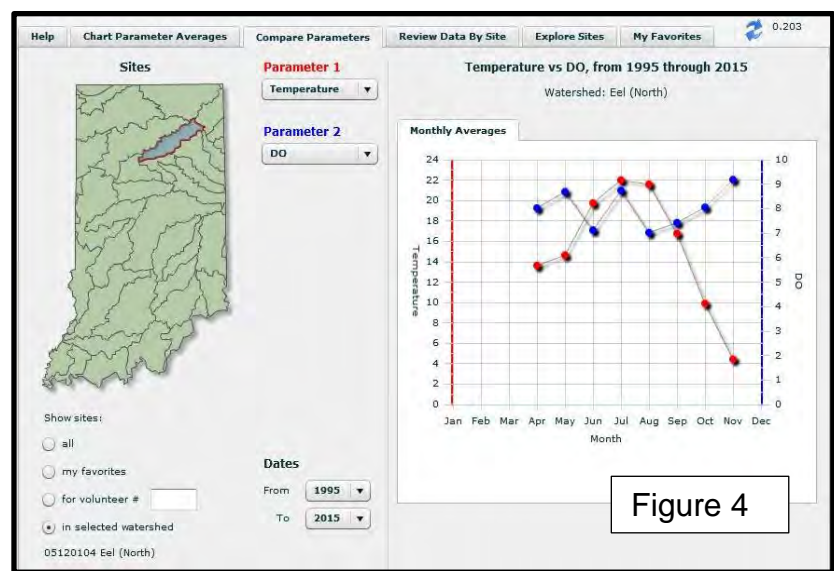 Help Chart Parameter Averages Compare Parameters Review Data By Site Explore Sites My Favorites 0.203
Sites
Parameter 1
Temperature
Parameter 2
DO
Temperature vs DO, from 1995 through 2015
Watershed: Eel (North)
Monthly Averages
24
22
20
18
16
14
12
10
8
6
4
2
0
Temperature
10
9
8
7
6
5
4
3
2
1
0
DO
Jan Feb Mar Apr May Jun Jul Aug Sep Oct Nov Dec
Month
Show sites:
all
my favorites
for volunteer #
in selected watershed
05120104 Eel (North)
Dates
From 1995
To 2015
Figure 4